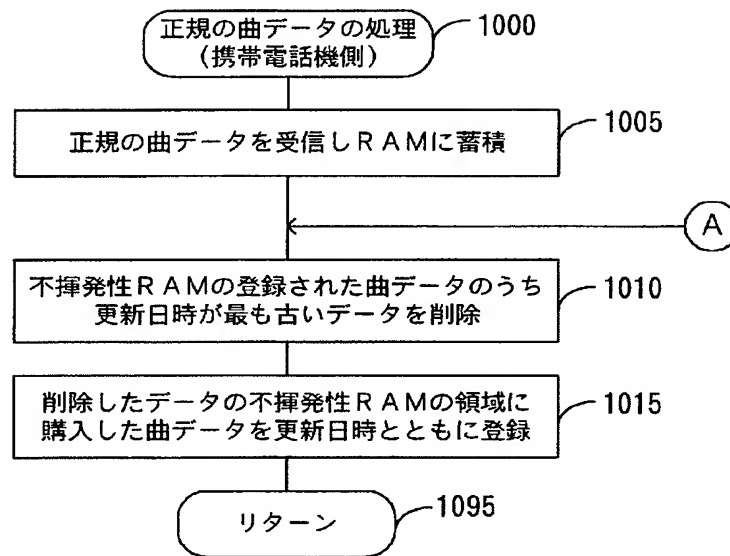 正規の曲データの処理
(携帯電話機側)
1000
正規の曲データを受信しRAMに蓄積
1005
A
不揮発性RAMの登録された曲データのうち
更新日時が最も古いデータを削除
1010
削除したデータの不揮発性RAMの領域に
購入した曲データを更新日時とともに登録
1015
リターン
1095